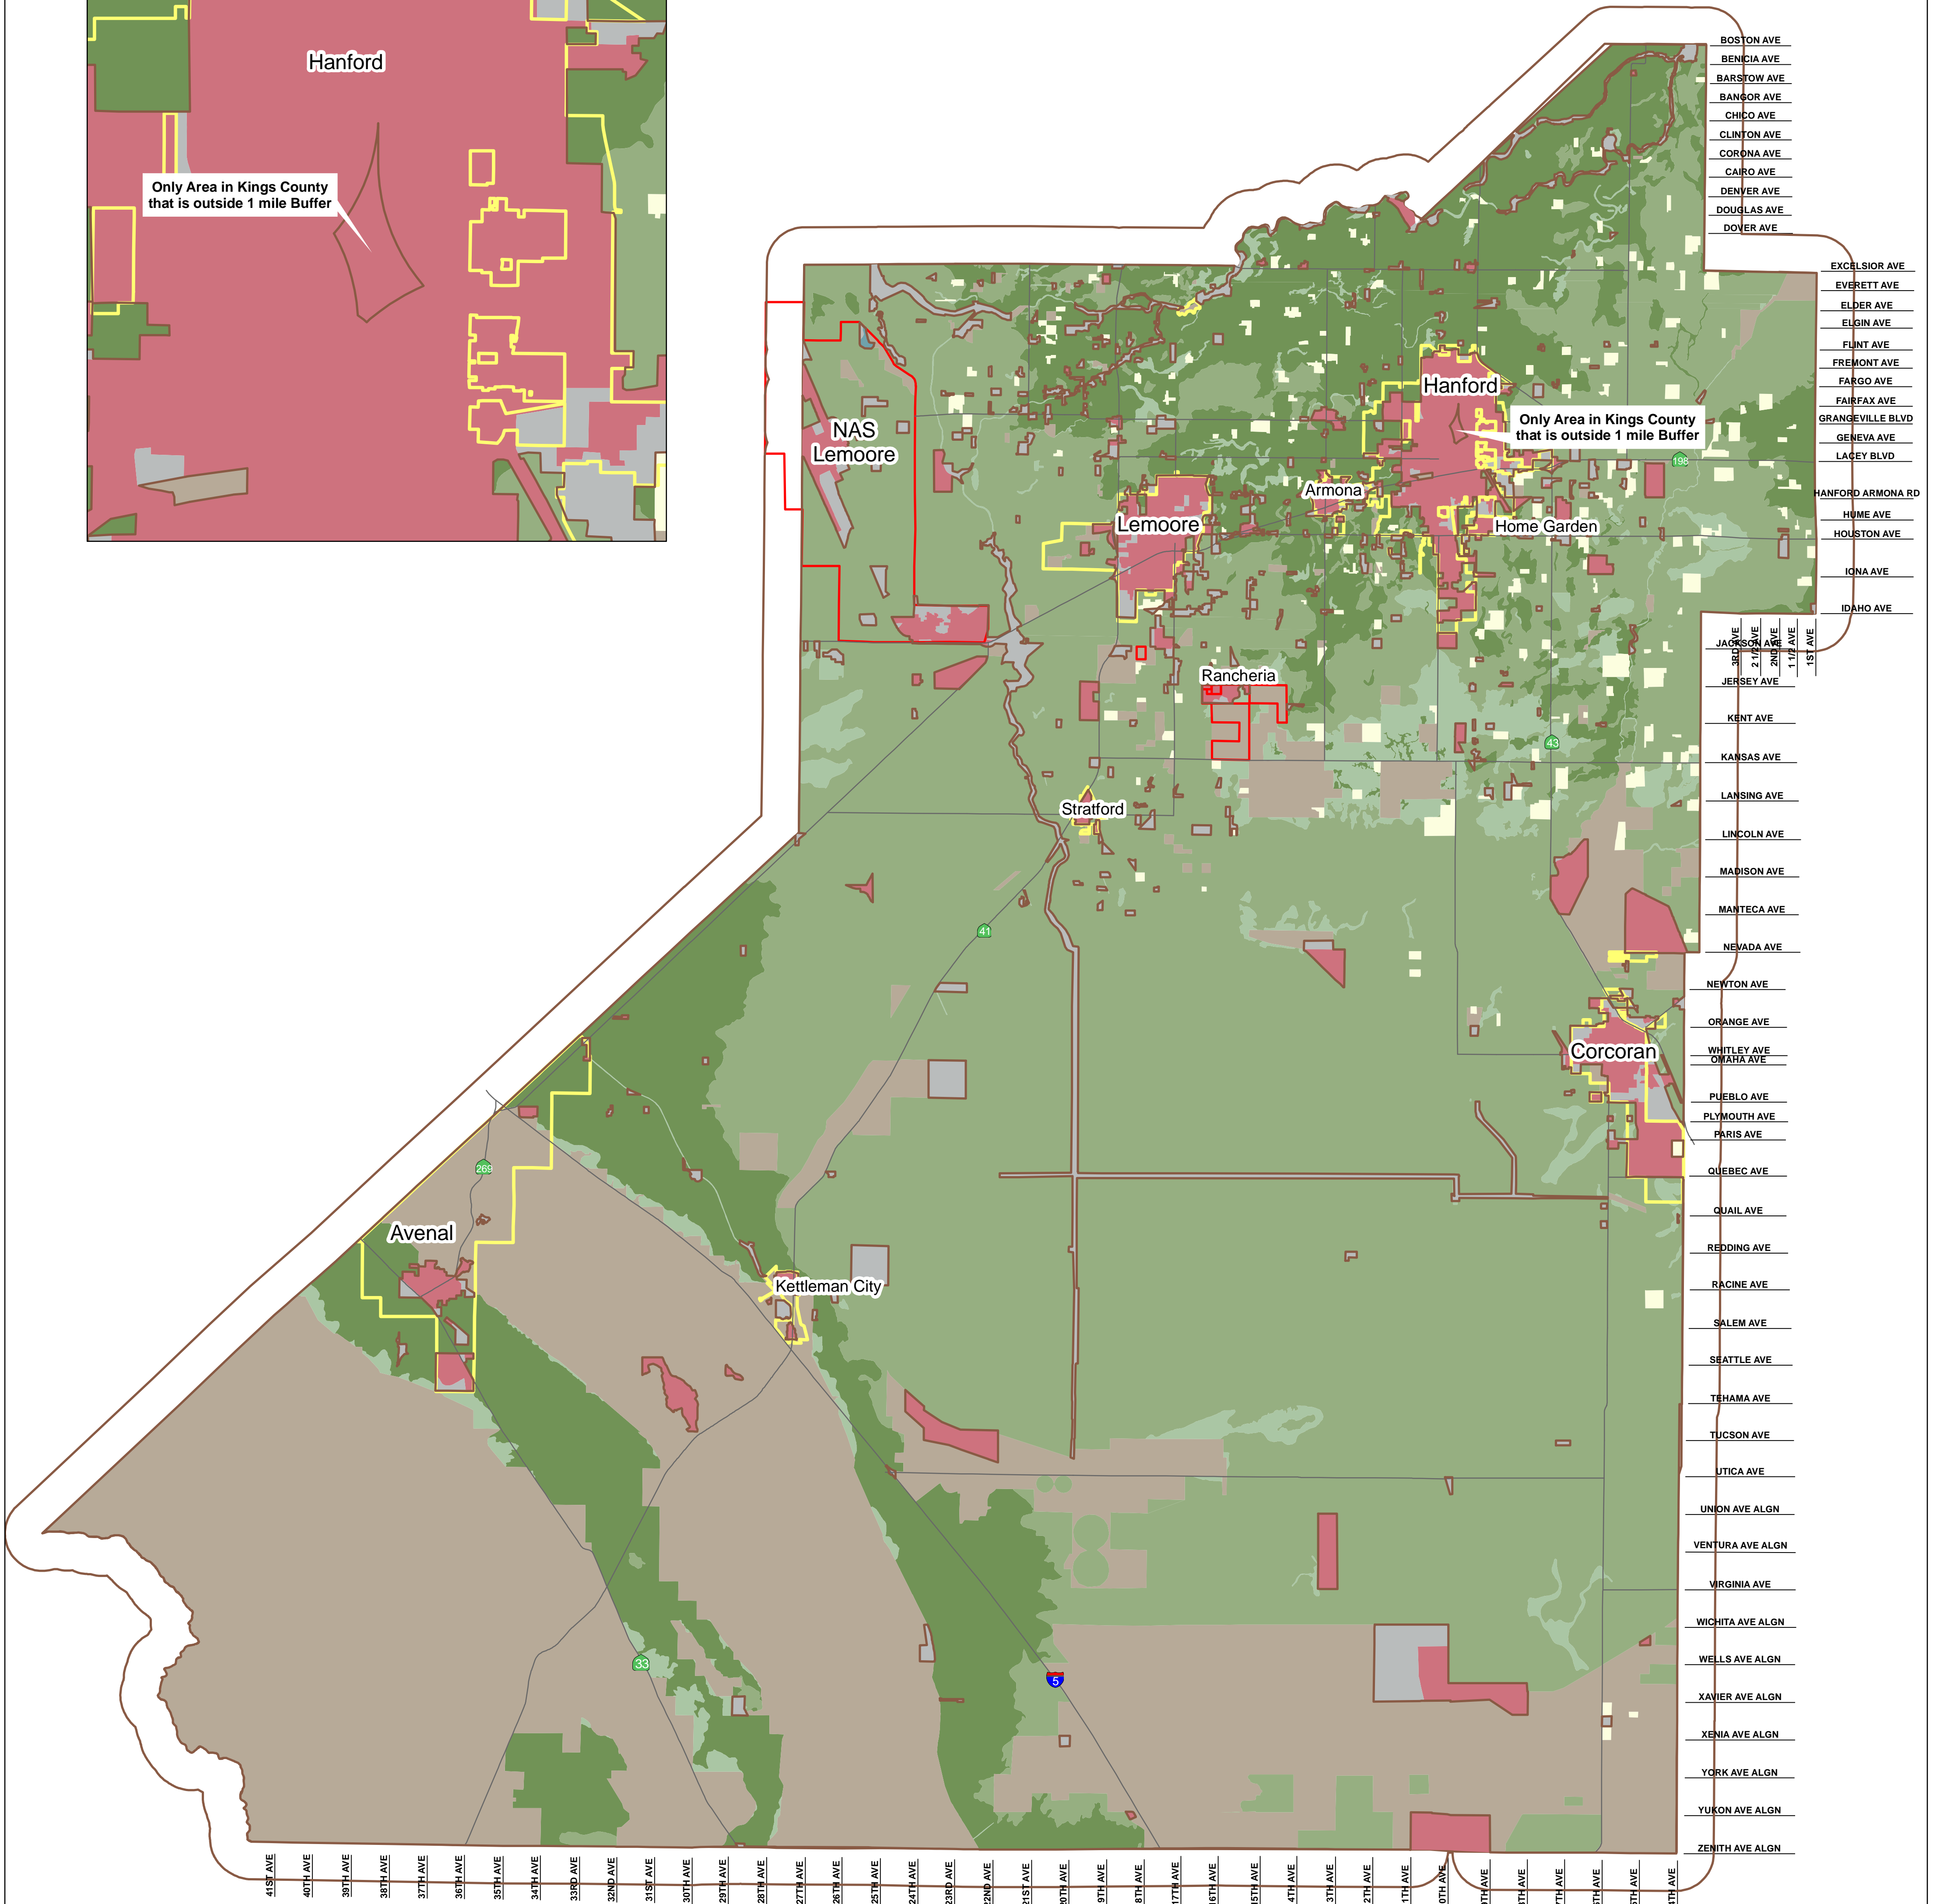 Hanford
Only Area in Kings County
that is outside 1 mile Buffer
BOSTON AVE
BENICIA AVE
BARSTOW AVE
BANGOR AVE
CHICO AVE
CLINTON AVE
CORONA AVE
CAIRO AVE
DENVER AVE
DOUGLAS AVE
DOVER AVE
EXCELSIOR AVE
EVERETT AVE
ELDER AVE
ELGIN AVE
FLINT AVE
FREMONT AVE
FARGO AVE
FAIRFAX AVE
GRANGEVILLE BLVD
GENEVA AVE
LACEY BLVD
HANFORD ARMONA RD
HUME AVE
HOUSTON AVE
IONA AVE
IDAHO AVE
Hanford
Only Area in Kings County
that is outside 1 mile Buffer
198
NAS
Lemoore
Armona
Lemoore
Home Garden
Rancheria
43
Stratford
41
Corcoran
269
Avenal
Kettleman City
33
5
3RD AVE
2 1/2 AVE
2ND AVE
1 1/2 AVE
1ST AVE
JACKSON AVE
JERSEY AVE
KENT AVE
KANSAS AVE
LANSING AVE
LINCOLN AVE
MADISON AVE
MANTECA AVE
NEVADA AVE
NEWTON AVE
ORANGE AVE
WHITLEY AVE
OMAHA AVE
PUEBLO AVE
PLYMOUTH AVE
PARIS AVE
QUEBEC AVE
QUAIL AVE
REDDING AVE
RACINE AVE
SALEM AVE
SEATTLE AVE
TEHAMA AVE
TUCSON AVE
UTICA AVE
UNION AVE ALGN
VENTURA AVE ALGN
VIRGINIA AVE
WICHITA AVE ALGN
WELLS AVE ALGN
XAVIER AVE ALGN
XENIA AVE ALGN
YORK AVE ALGN
YUKON AVE ALGN
ZENITH AVE ALGN
41ST AVE
40TH AVE
39TH AVE
38TH AVE
37TH AVE
36TH AVE
35TH AVE
34TH AVE
33RD AVE
32ND AVE
31ST AVE
30TH AVE
29TH AVE
28TH AVE
27TH AVE
26TH AVE
25TH AVE
24TH AVE
23RD AVE
22ND AVE
21ST AVE
20TH AVE